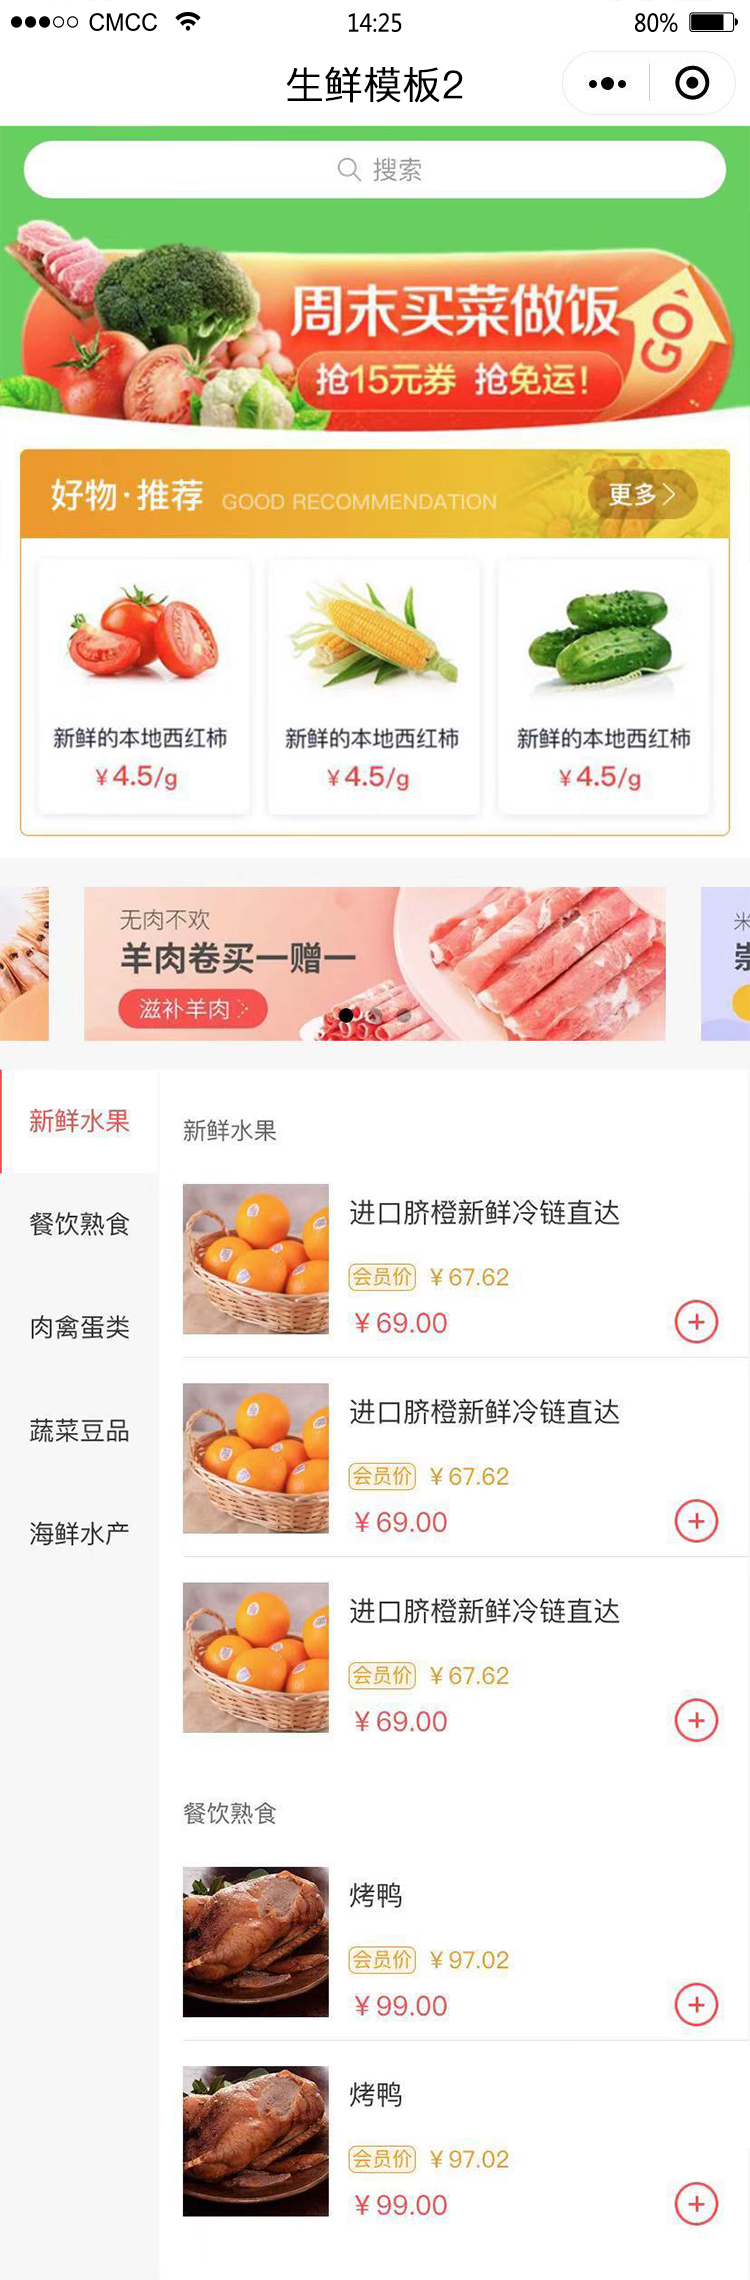 CMCC
14:25
80%
生鲜模板2
搜索
周末买菜做饭
GO
抢15元券 抢免运!
好物·推荐 GOOD RECOMMENDATION 更多
新鲜的本地西红柿
¥4.5/g
新鲜的本地西红柿
¥4.5/g
新鲜的本地西红柿
¥4.5/g
无肉不欢
羊肉卷买一赠一
滋补羊肉
米
崇
新鲜水果
餐饮熟食
肉禽蛋类
蔬菜豆品
海鲜水产
新鲜水果
进口脐橙新鲜冷链直达
会员价 ¥67.62
¥69.00
进口脐橙新鲜冷链直达
会员价 ¥67.62
¥69.00
进口脐橙新鲜冷链直达
会员价 ¥67.62
¥69.00
餐饮熟食
烤鸭
会员价 ¥97.02
¥99.00
烤鸭
会员价 ¥97.02
¥99.00